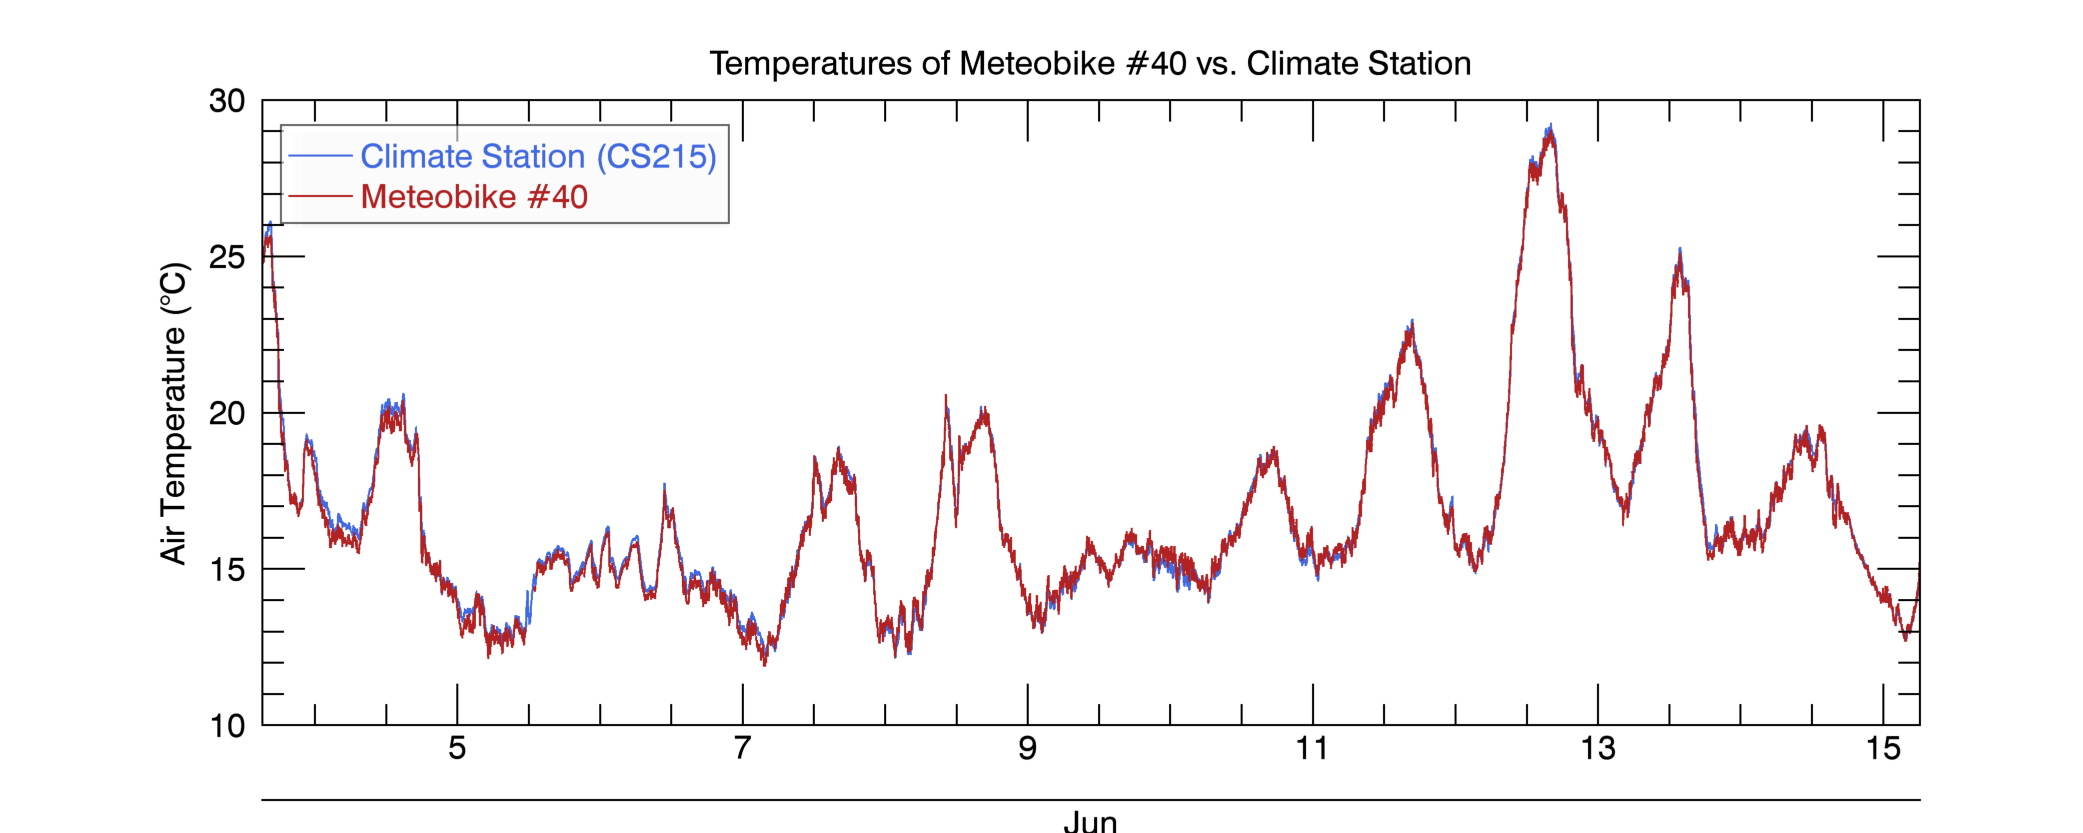 Temperatures of Meteobike #40 vs. Climate Station
30
25
20
15
10
Air Temperature (°C)
Climate Station (CS215)
Meteobike #40
5 7 9 11 13 15
Jun